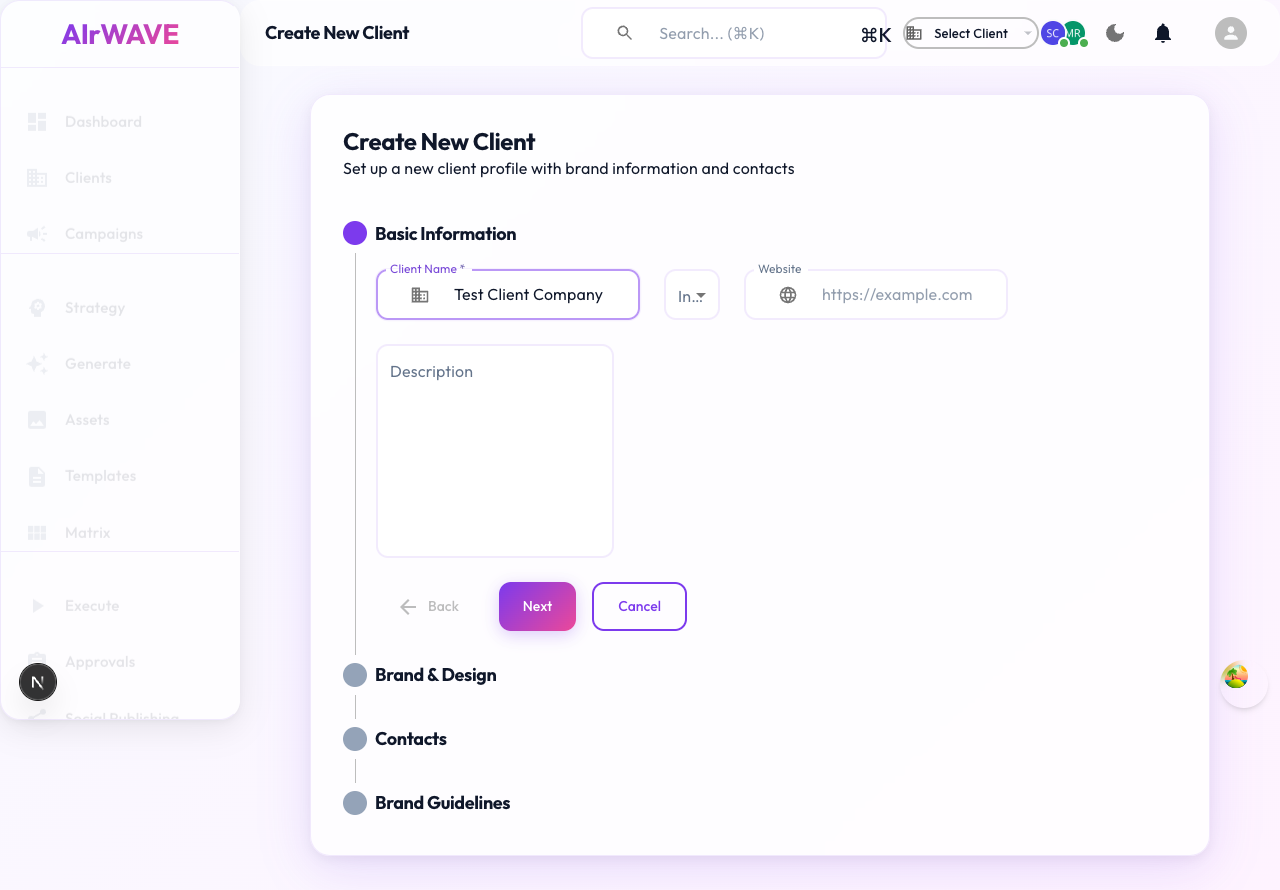 AIrWAVE
Create New Client
Search... (⌘K)
⌘K
Select Client
SC
MR
Dashboard
Clients
Campaigns
Strategy
Generate
Assets
Templates
Matrix
Execute
Approvals
Social Publishing
N
Create New Client
Set up a new client profile with brand information and contacts
Basic Information
Client Name *
Test Client Company
In...
Website
https://example.com
Description
Back
Next
Cancel
Brand & Design
Contacts
Brand Guidelines